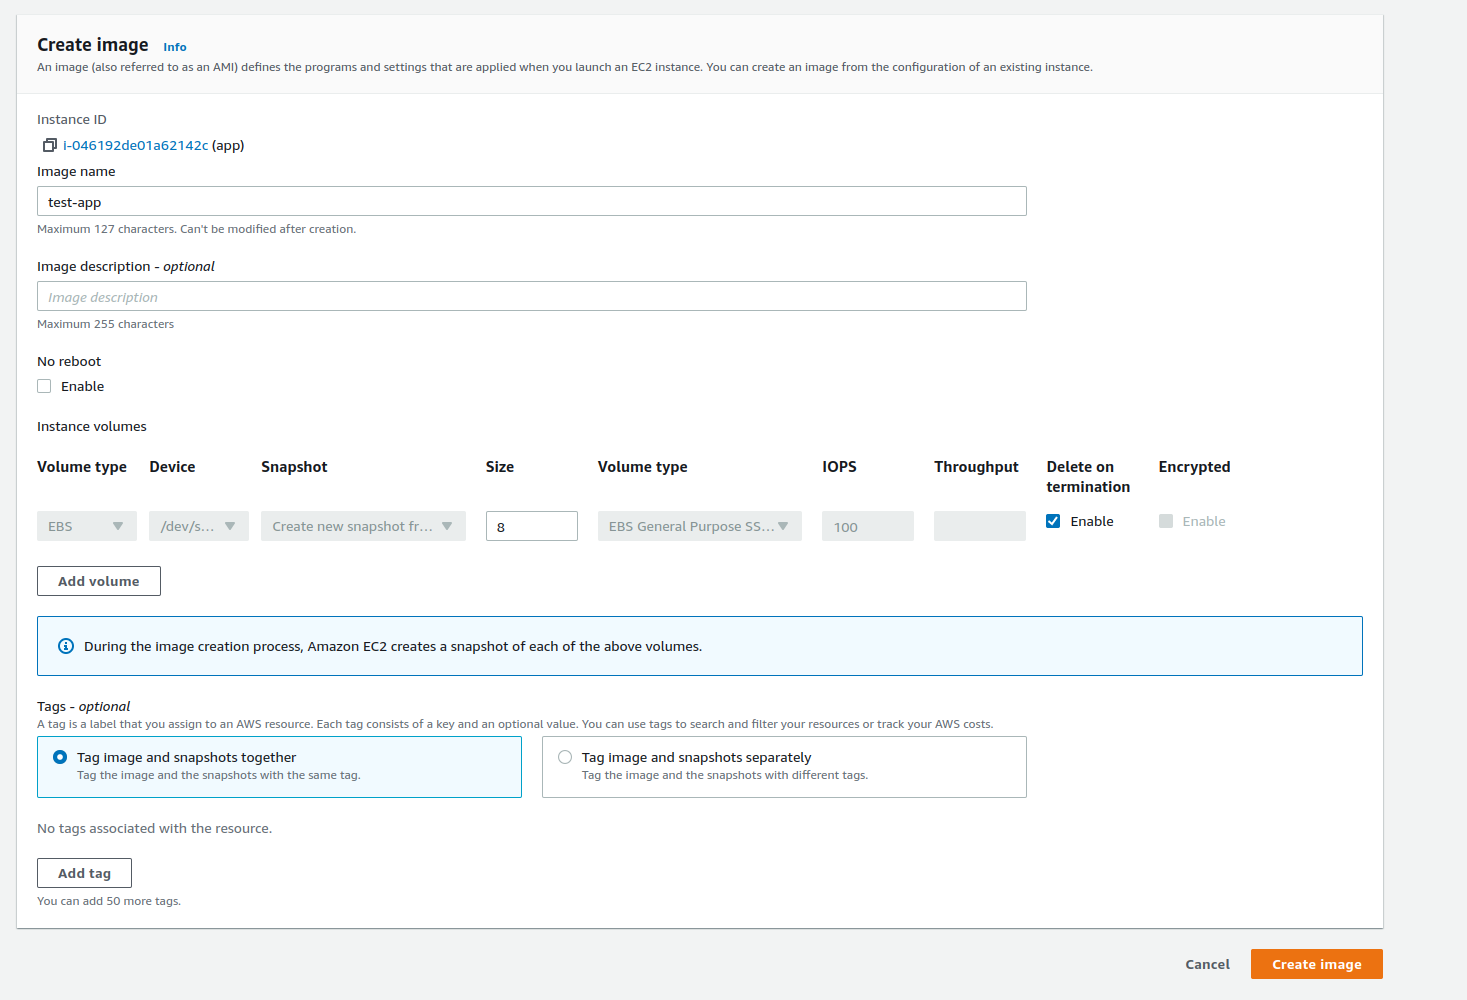 Create image Info
An image (also referred to as an AMI) defines the programs and settings that are applied when you launch an EC2 instance. You can create an image from the configuration of an existing instance.
Instance ID
i-046192de01a62142c (app)
Image name
test-app
Maximum 127 characters. Can't be modified after creation.
Image description - optional
Image description
Maximum 255 characters
No reboot
Enable
Instance volumes
Volume type Device Snapshot Size Volume type IOPS Throughput Delete on termination Encrypted
EBS /dev/s... Create new snapshot fr... 8 EBS General Purpose SS... 100 Enable Enable
Add volume
During the image creation process, Amazon EC2 creates a snapshot of each of the above volumes.
Tags - optional
A tag is a label that you assign to an AWS resource. Each tag consists of a key and an optional value. You can use tags to search and filter your resources or track your AWS costs.
Tag image and snapshots together
Tag the image and the snapshots with the same tag.
Tag image and snapshots separately
Tag the image and the snapshots with different tags.
No tags associated with the resource.
Add tag
You can add 50 more tags.
Cancel Create image